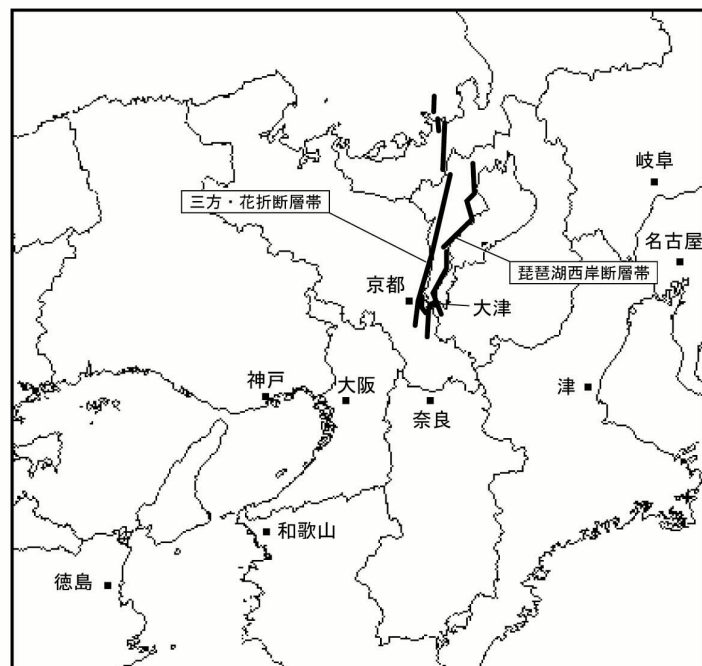 岐阜
三方・花折断層帯
名古屋
琵琶湖西岸断層帯
京都
大津
神戸
大阪
津
奈良
和歌山
徳島